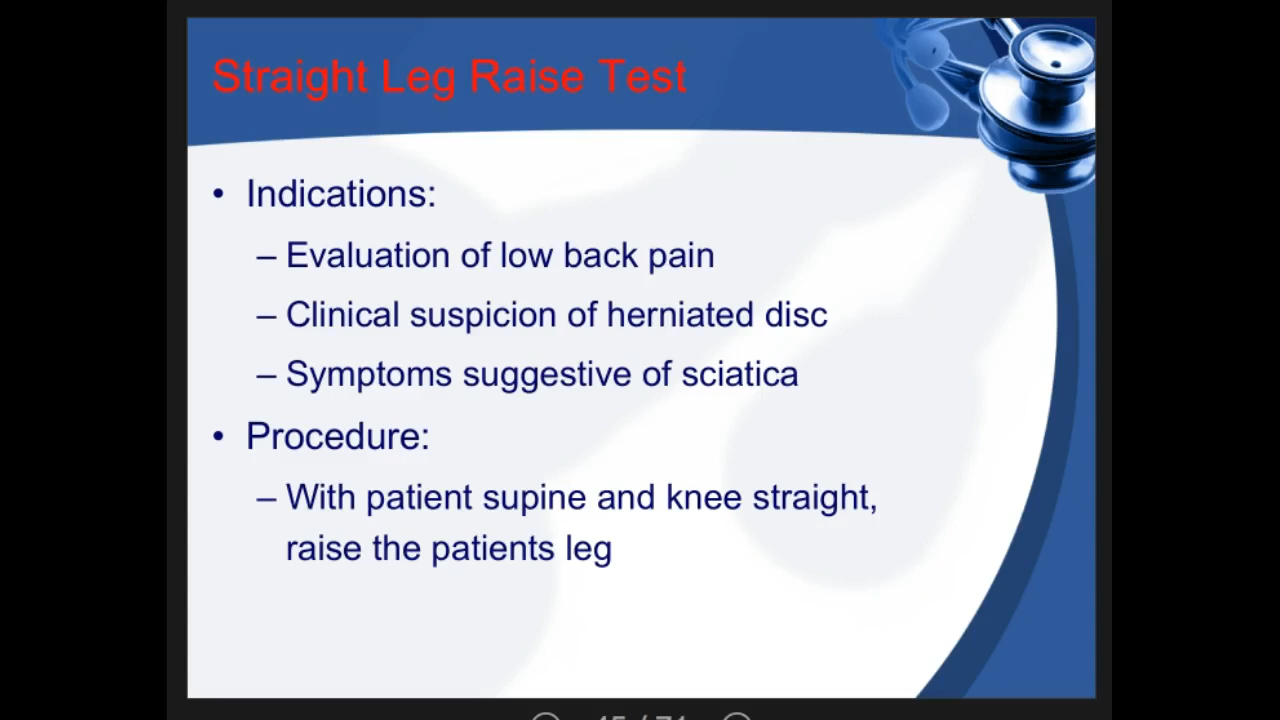 Straight Leg Raise Test
• Indications:
– Evaluation of low back pain
– Clinical suspicion of herniated disc
– Symptoms suggestive of sciatica
• Procedure:
– With patient supine and knee straight,
raise the patients leg